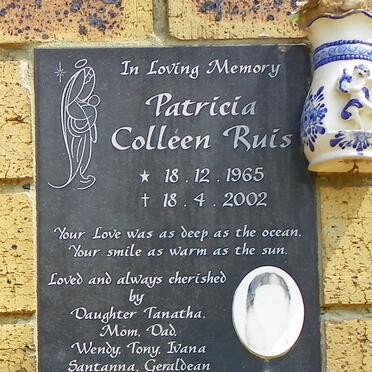 In Loving Memory
Patricia
Colleen Ruis
★ 18.12.1965
† 18.4.2002
Your Love was as deep as the ocean,
Your smile as warm as the sun.
Loved and always cherished
by
Daughter Tanatha,
Mom, Dad,
Wendy, Tony, Ivana
Santanna, Geraldean